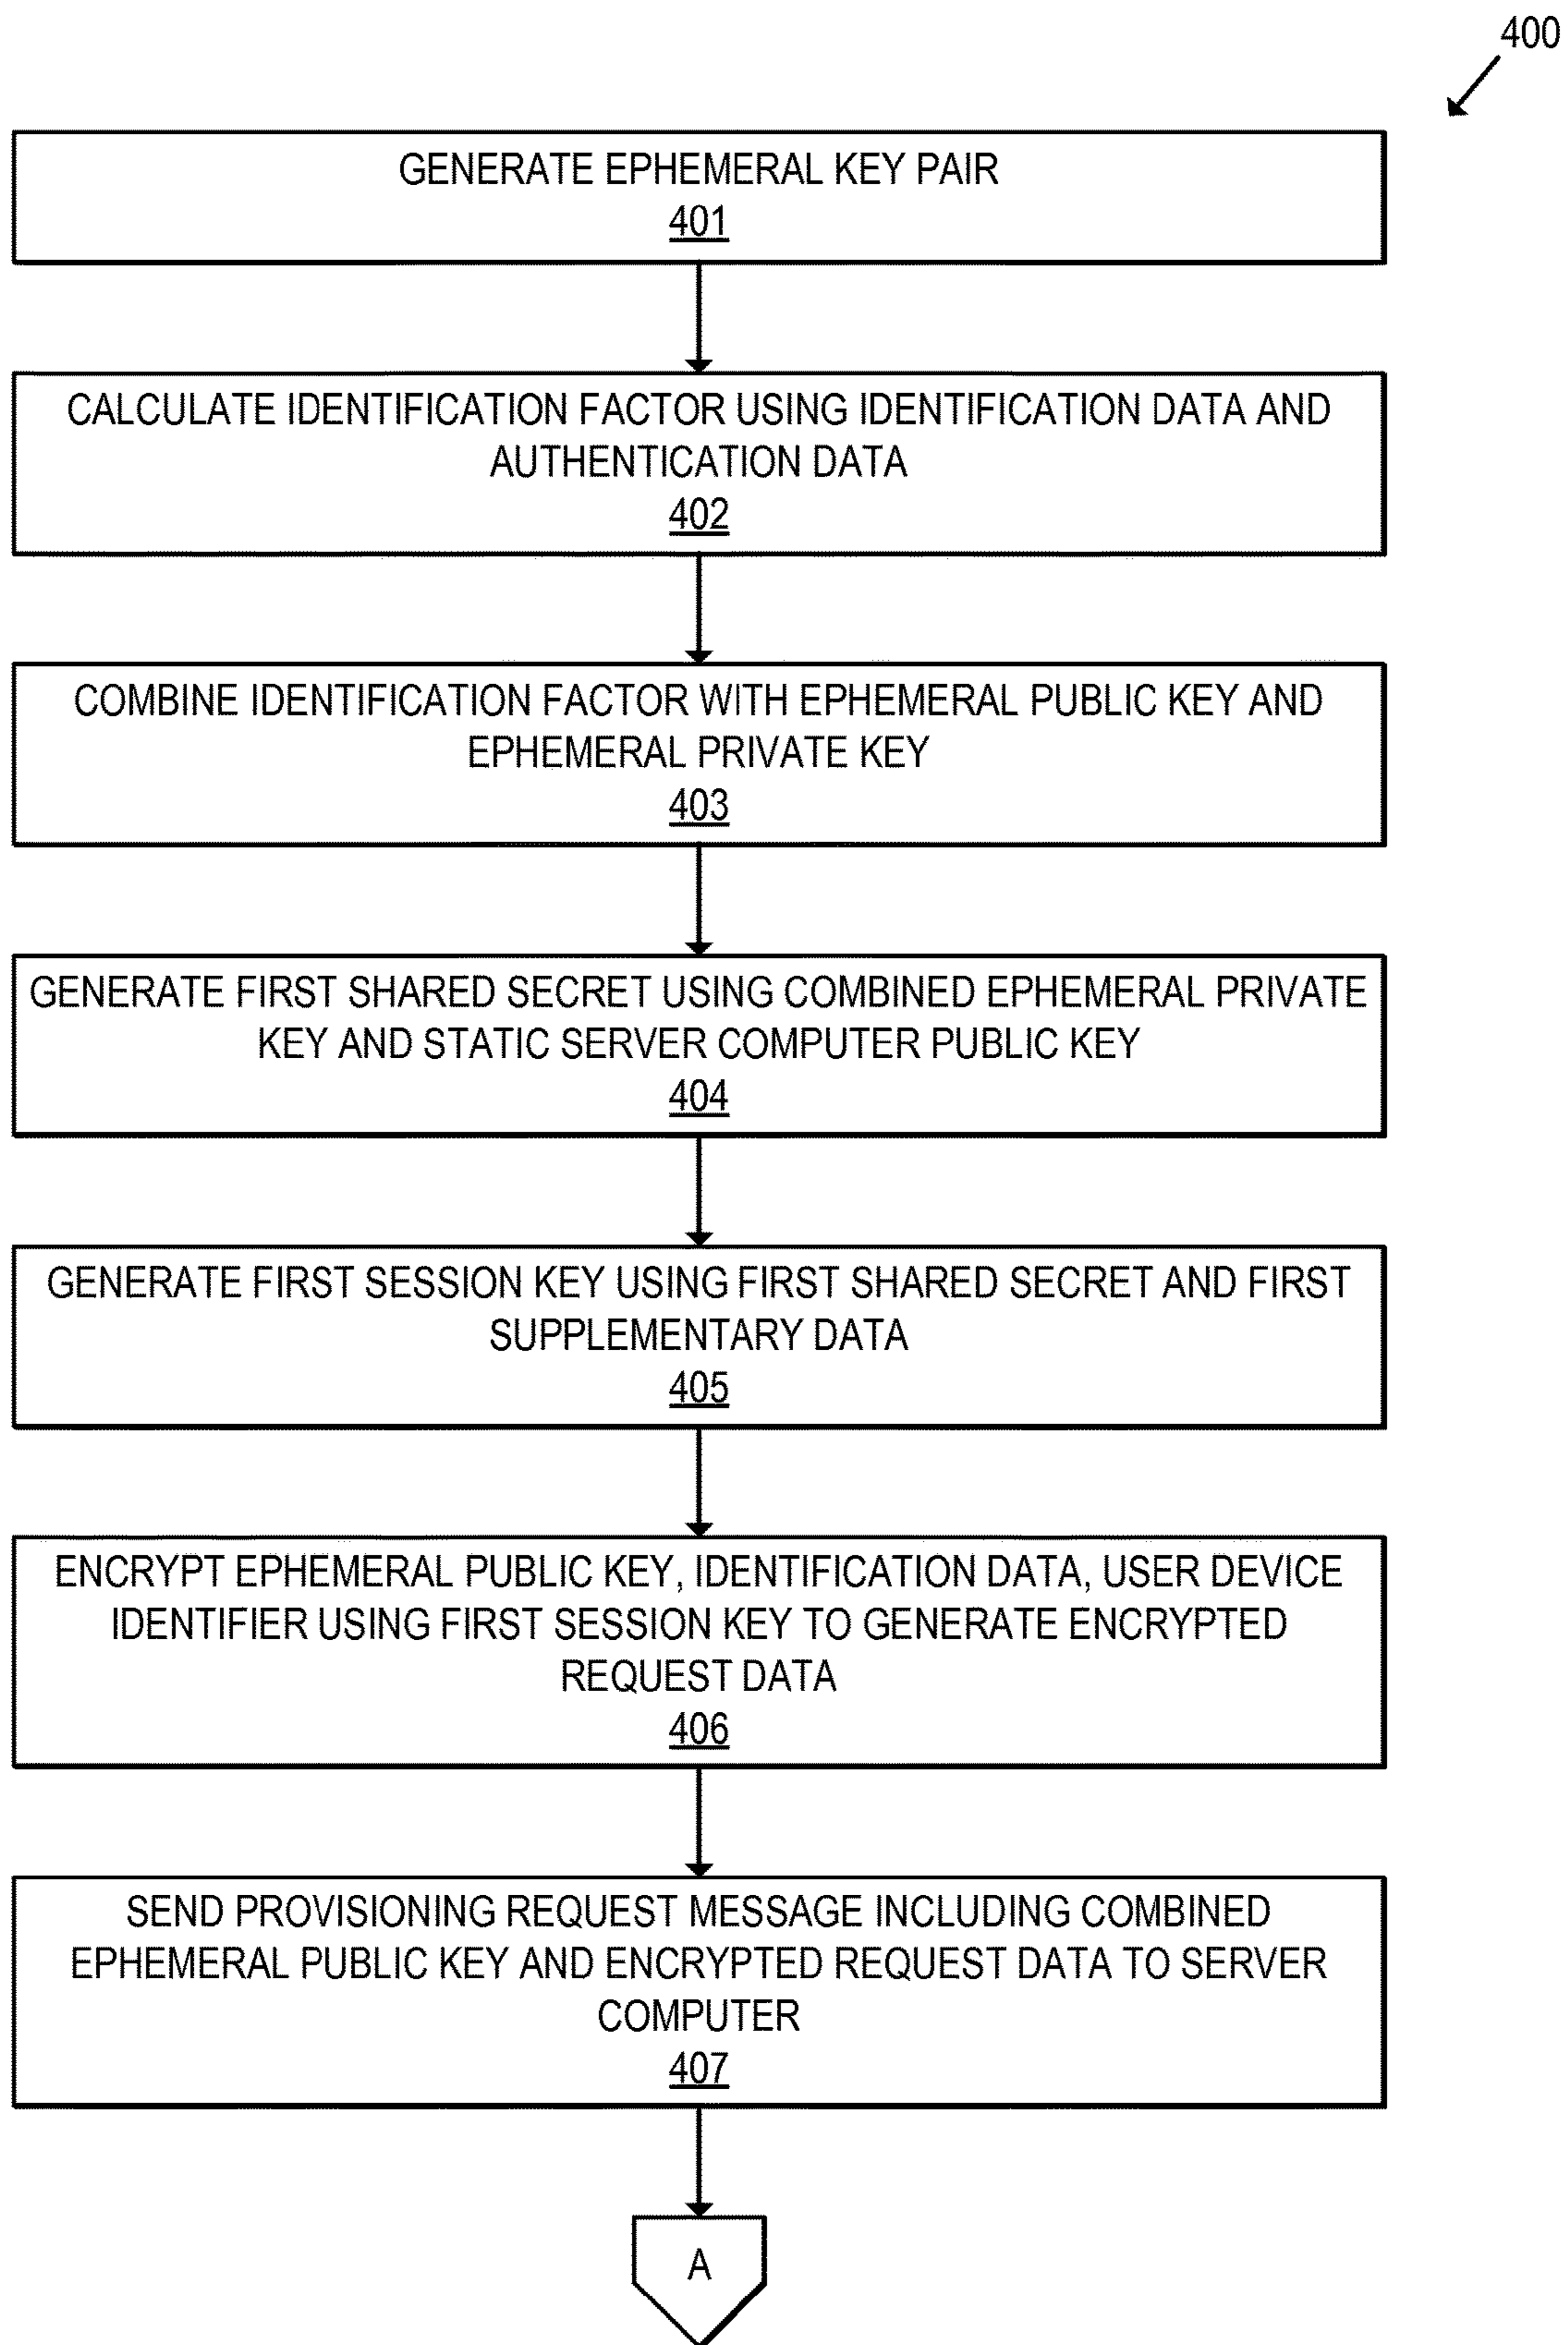 400
GENERATE EPHEMERAL KEY PAIR
401
CALCULATE IDENTIFICATION FACTOR USING IDENTIFICATION DATA AND
AUTHENTICATION DATA
402
COMBINE IDENTIFICATION FACTOR WITH EPHEMERAL PUBLIC KEY AND
EPHEMERAL PRIVATE KEY
403
GENERATE FIRST SHARED SECRET USING COMBINED EPHEMERAL PRIVATE
KEY AND STATIC SERVER COMPUTER PUBLIC KEY
404
GENERATE FIRST SESSION KEY USING FIRST SHARED SECRET AND FIRST
SUPPLEMENTARY DATA
405
ENCRYPT EPHEMERAL PUBLIC KEY, IDENTIFICATION DATA, USER DEVICE
IDENTIFIER USING FIRST SESSION KEY TO GENERATE ENCRYPTED
REQUEST DATA
406
SEND PROVISIONING REQUEST MESSAGE INCLUDING COMBINED
EPHEMERAL PUBLIC KEY AND ENCRYPTED REQUEST DATA TO SERVER
COMPUTER
407
A